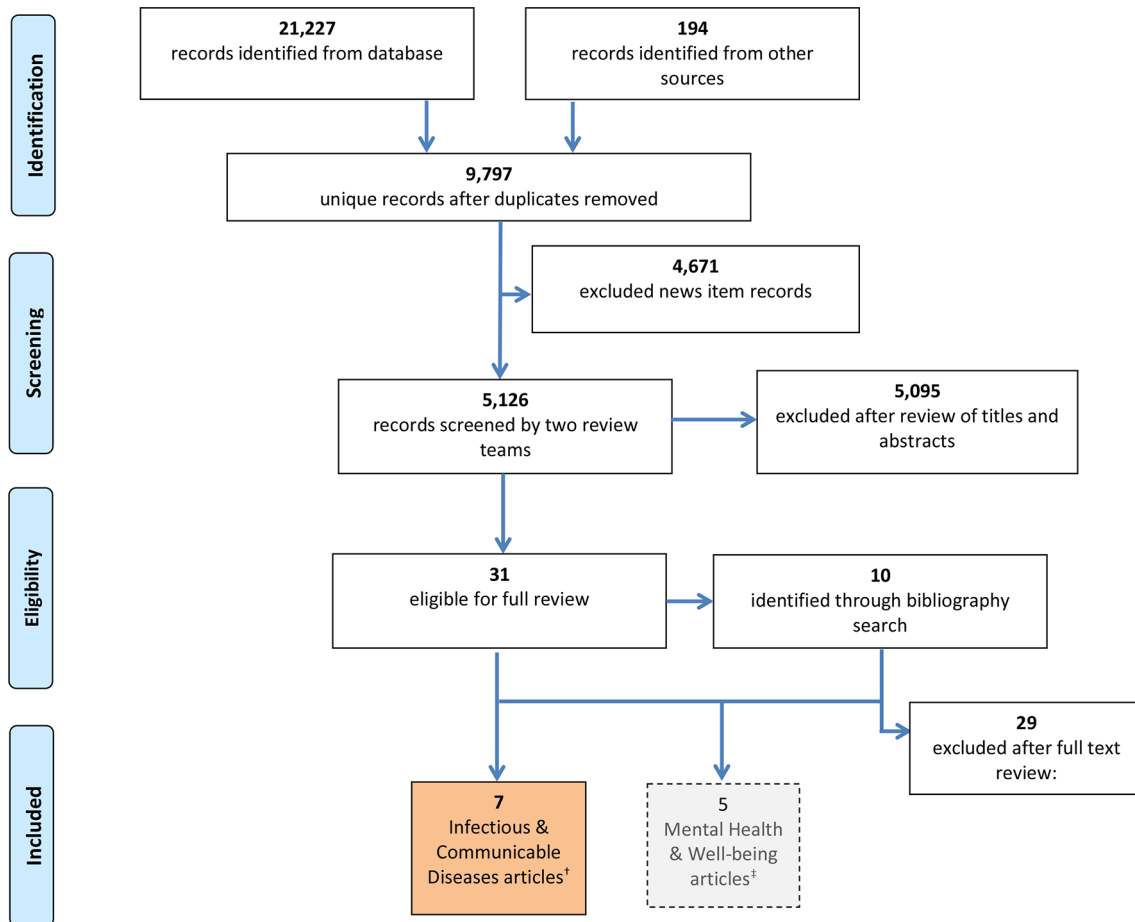 Identification
21,227
records identified from database
194
records identified from other
sources
9,797
unique records after duplicates removed
Screening
4,671
excluded news item records
5,126
records screened by two review
teams
5,095
excluded after review of titles and
abstracts
Eligibility
31
eligible for full review
10
identified through bibliography
search
29
excluded after full text
review:
Included
7
Infectious &
Communicable
Diseases articles†
5
Mental Health
& Well-being
articles‡